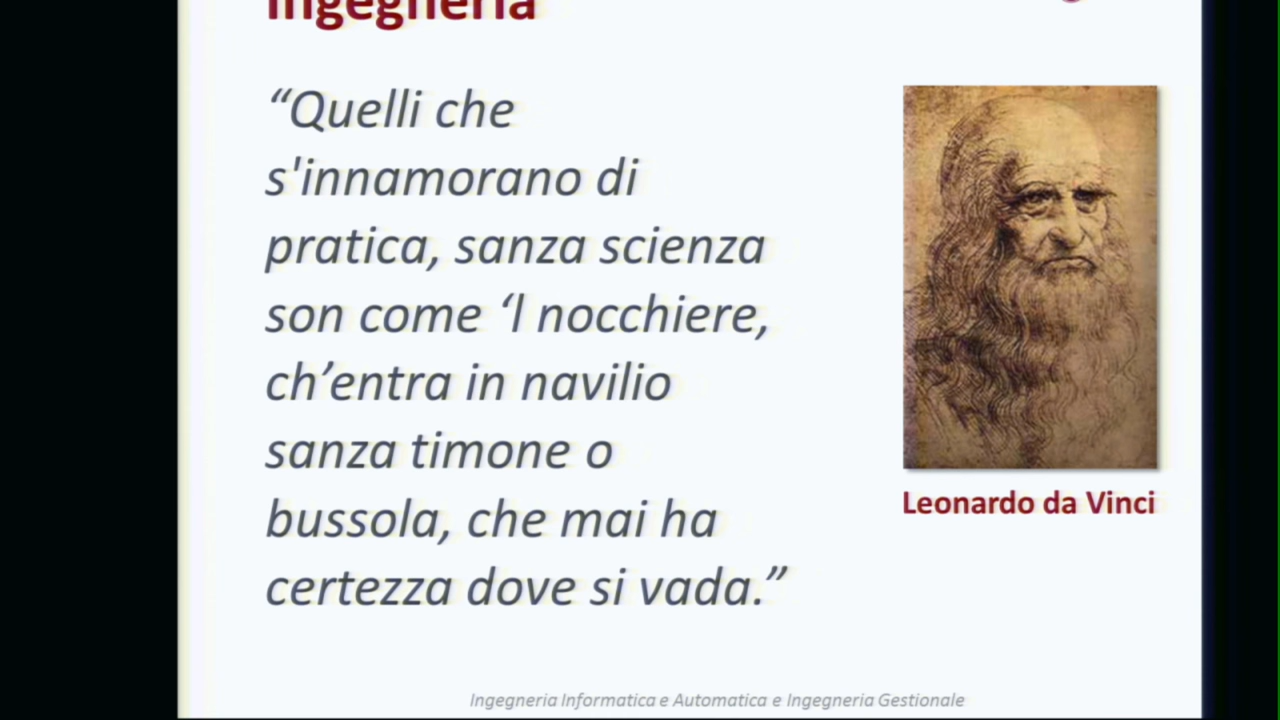 Ingegneria
“Quelli che
s'innamorano di
pratica, sanza scienza
son come ‘l nocchiere,
ch’entra in navilio
sanza timone o
bussola, che mai ha
certezza dove si vada.”
Leonardo da Vinci
Ingegneria Informatica e Automatica e Ingegneria Gestionale